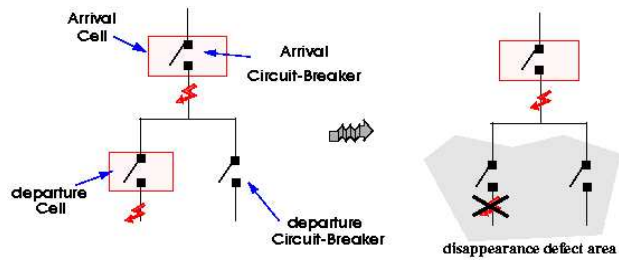 Arrival
Cell
Arrival
Circuit-Breaker
departure
Cell
departure
Circuit-Breaker
disappearance defect area